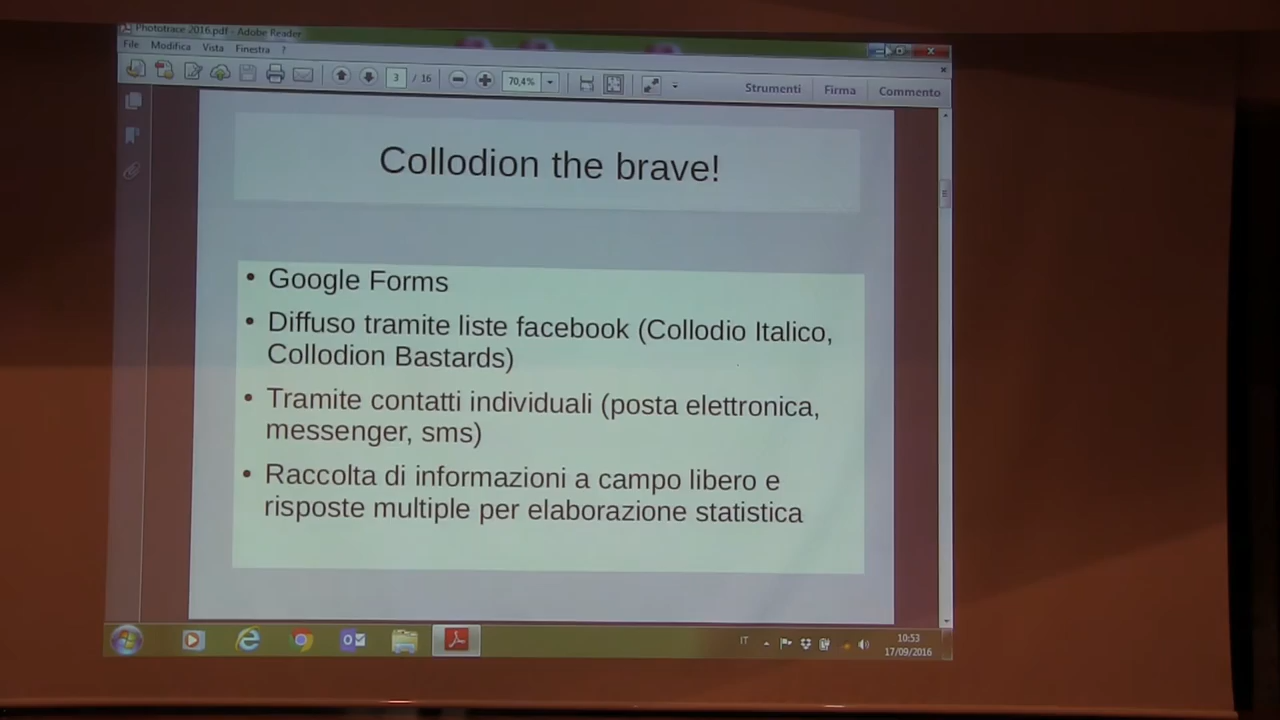 Phototrace 2016.pdf - Adobe Reader
File Modifica Vista Finestra ?
3 / 16 70,4% Strumenti Firma Commento
Collodion the brave!
• Google Forms
• Diffuso tramite liste facebook (Collodio Italico,
Collodion Bastards)
• Tramite contatti individuali (posta elettronica,
messenger, sms)
• Raccolta di informazioni a campo libero e
risposte multiple per elaborazione statistica
IT 10:53
17/09/2016